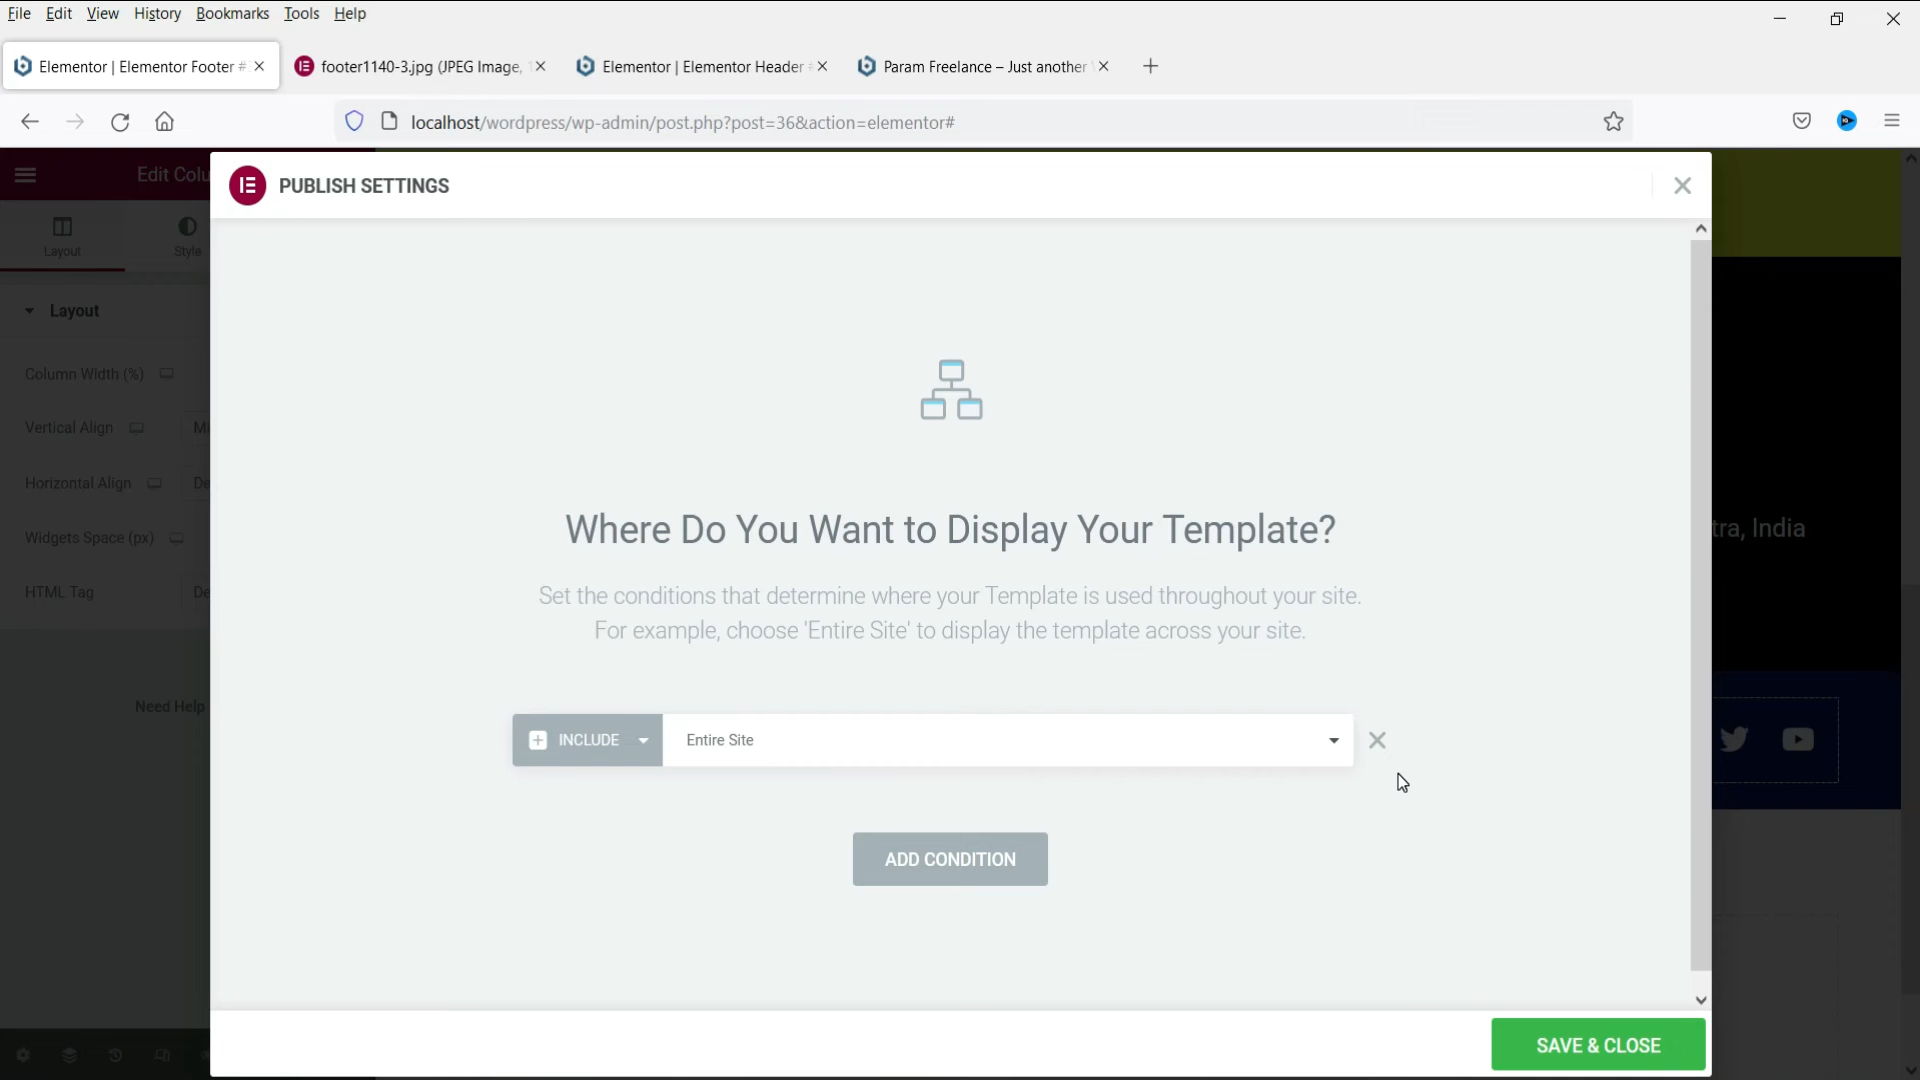 File Edit View History Bookmarks Tools Help
Elementor | Elementor Footer #
footer1140-3.jpg (JPEG Image,
Elementor | Elementor Header
Param Freelance – Just another
localhost/wordpress/wp-admin/post.php?post=36&action=elementor#
Edit Colu
PUBLISH SETTINGS
Layout
Style
Layout
Column Width (%)
Vertical Align
Horizontal Align
Widgets Space (px)
HTML Tag
Need Help
Where Do You Want to Display Your Template?
Set the conditions that determine where your Template is used throughout your site.
For example, choose 'Entire Site' to display the template across your site.
INCLUDE
Entire Site
ADD CONDITION
tra, India
SAVE & CLOSE